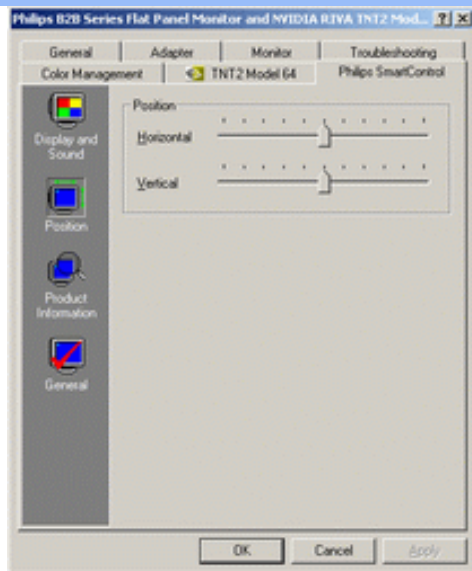 Philips B2B Series Flat Panel Monitor and NVIDIA RIVA TNT2 Mod...
General Adapter Monitor Troubleshooting
Color Management TNT2 Model 64 Philips SmartControl
Display and
Sound
Position
Product
Information
General
Position
Horizontal
Vertical
OK Cancel Apply